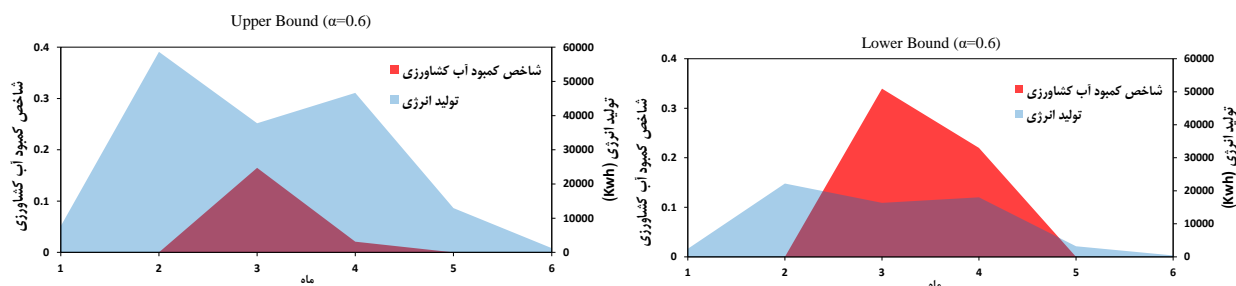 Upper Bound (α=0.6)
شاخص کمبود آب کشاورزی
0.4
0.3
0.2
0.1
0
60000
50000
40000
30000
20000
10000
0
تولید انرژی (Kwh)
شاخص کمبود آب کشاورزی
تولید انرژی
1 2 3 4 5 6
ماه
Lower Bound (α=0.6)
شاخص کمبود آب کشاورزی
0.4
0.3
0.2
0.1
0
60000
50000
40000
30000
20000
10000
0
تولید انرژی (Kwh)
شاخص کمبود آب کشاورزی
تولید انرژی
1 2 3 4 5 6
ماه